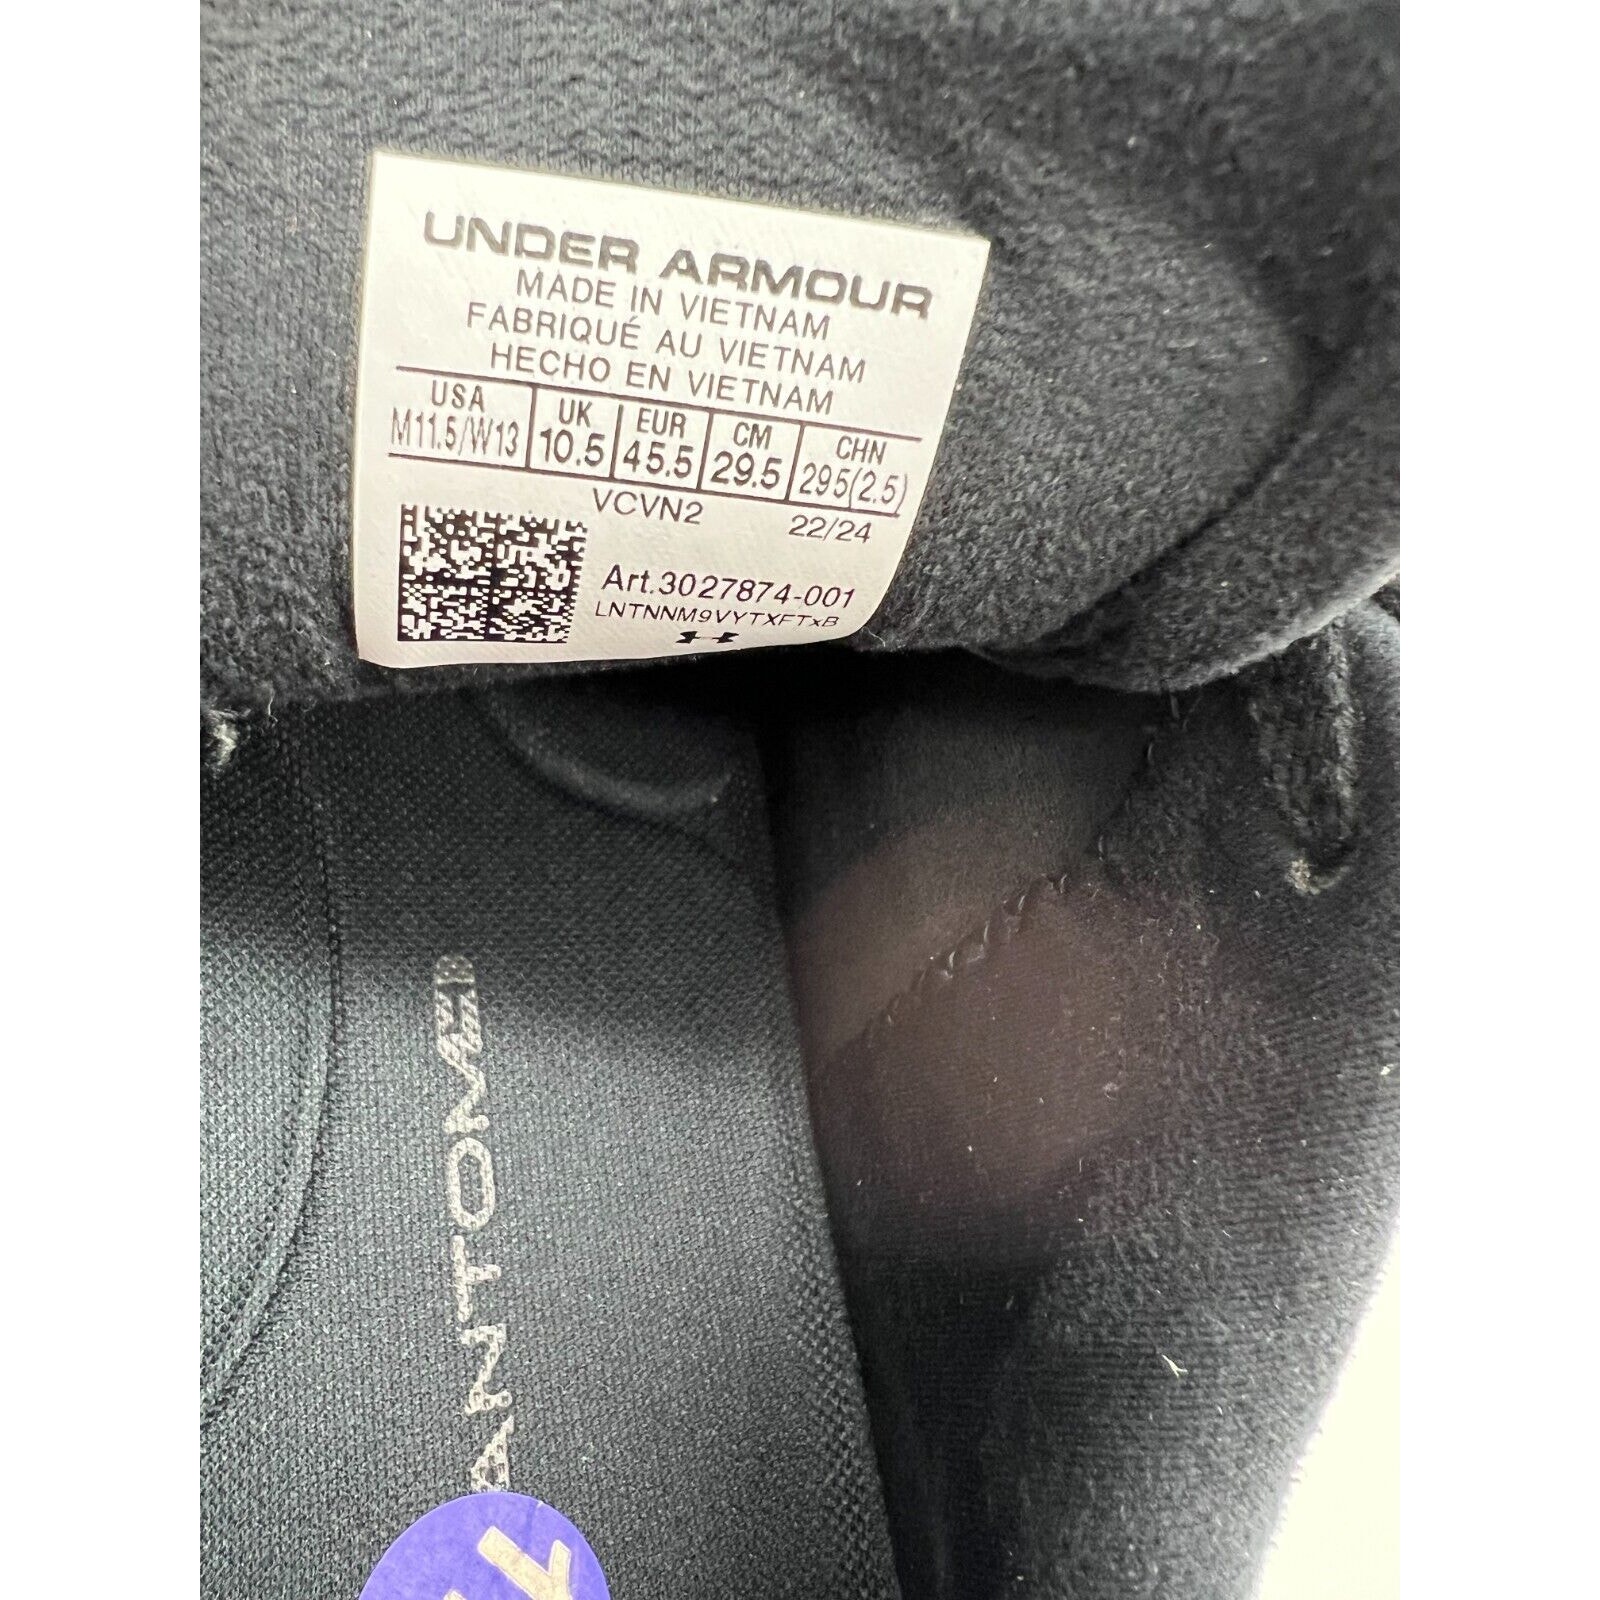 UNDER ARMOUR
MADE IN VIETNAM
FABRIQUÉ AU VIETNAM
HECHO EN VIETNAM
USA UK EUR CM CHN
M11.5/W13 10.5 45.5 29.5 295(2.5)
VCVN2 22/24
Art.3027874-001
LNTNNM9VYTXFTxB
ANTOM